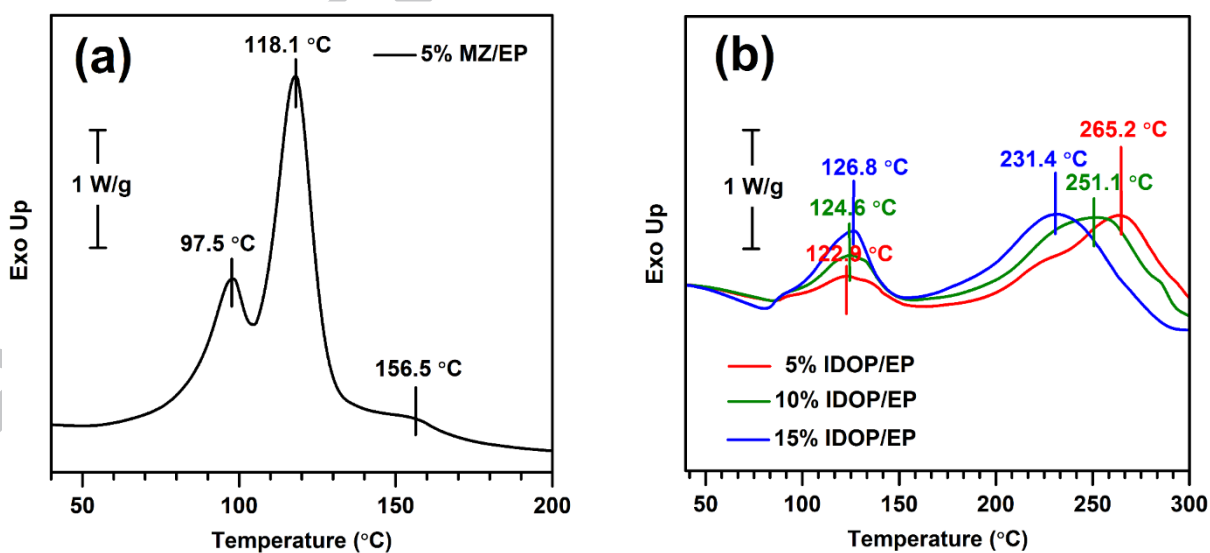 (a)
118.1 °C
5% MZ/EP
1 W/g
97.5 °C
156.5 °C
Exo Up
50
100
150
200
Temperature (°C)
(b)
265.2 °C
1 W/g
126.8 °C
231.4 °C
251.1 °C
124.6 °C
122.9 °C
Exo Up
5% IDOP/EP
10% IDOP/EP
15% IDOP/EP
50
100
150
200
250
300
Temperature (°C)